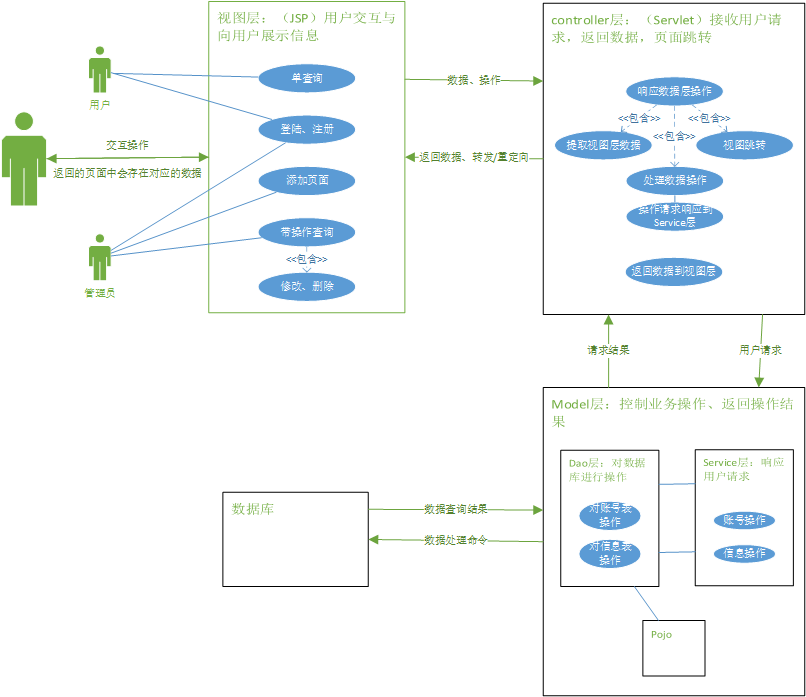 视图层：（JSP）用户交互与
向用户展示信息
单查询
登陆、注册
添加页面
带操作查询
<<包含>>
修改、删除
用户
交互操作
返回的页面中会存在对应的数据
管理员
数据、操作
返回数据、转发/重定向
controller层：（Servlet）接收用户请
求，返回数据，页面跳转
响应数据层操作
<<包含>>
<<包含>>
<<包含>>
提取视图层数据
视图跳转
处理数据操作
操作请求响应到
Service层
返回数据到视图层
请求结果
用户请求
Model层：控制业务操作、返回操作结
果
Dao层：对数据
库进行操作
对账号表
操作
对信息表
操作
Service层：响应
用户请求
账号操作
信息操作
Pojo
数据库
数据查询结果
数据处理命令